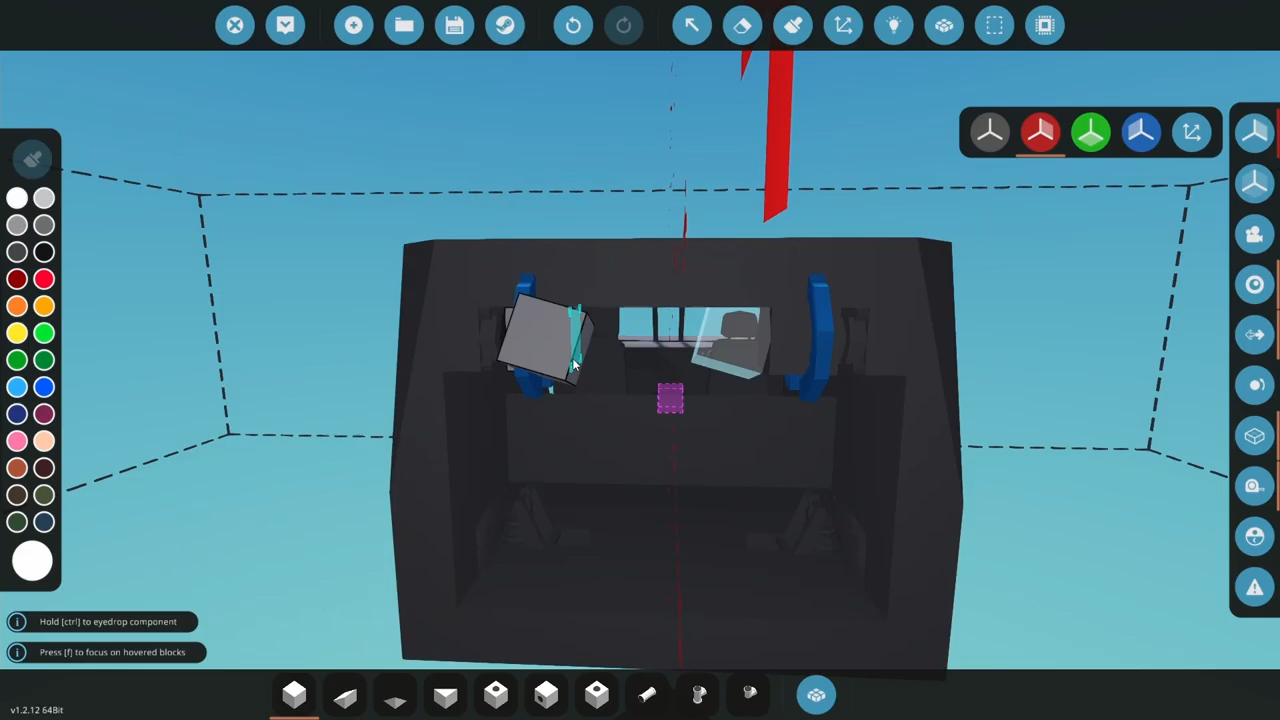 Hold [ctrl] to eyedrop component
Press [f] to focus on hovered blocks
v1.2.12 64Bit